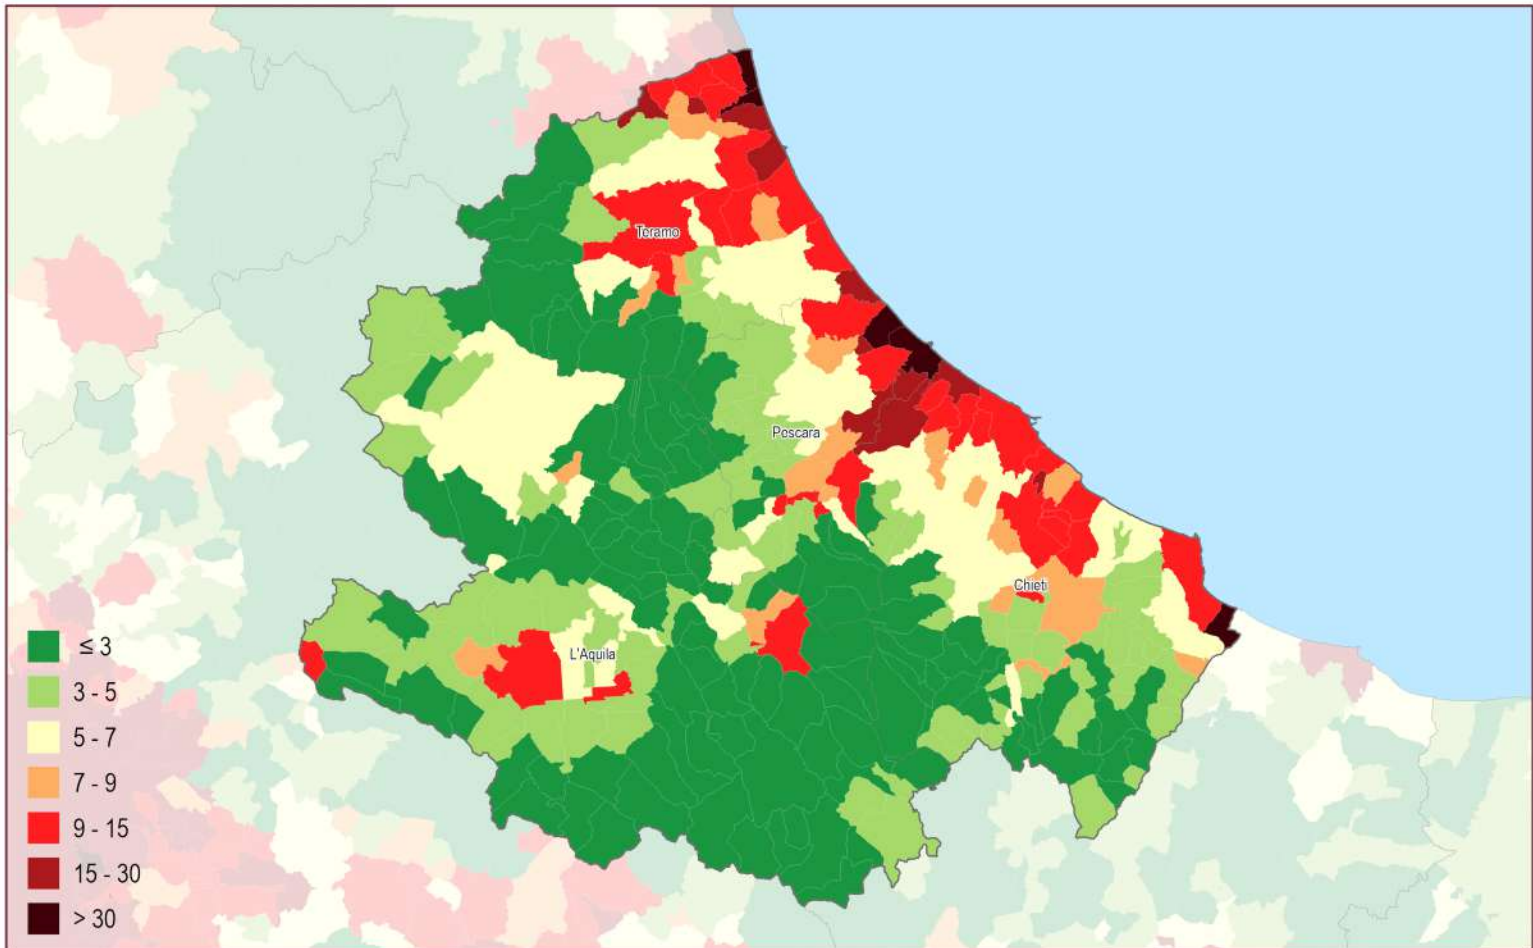 Teramo
Pescara
Chieti
L'Aquila
≤ 3
3 - 5
5 - 7
7 - 9
9 - 15
15 - 30
> 30